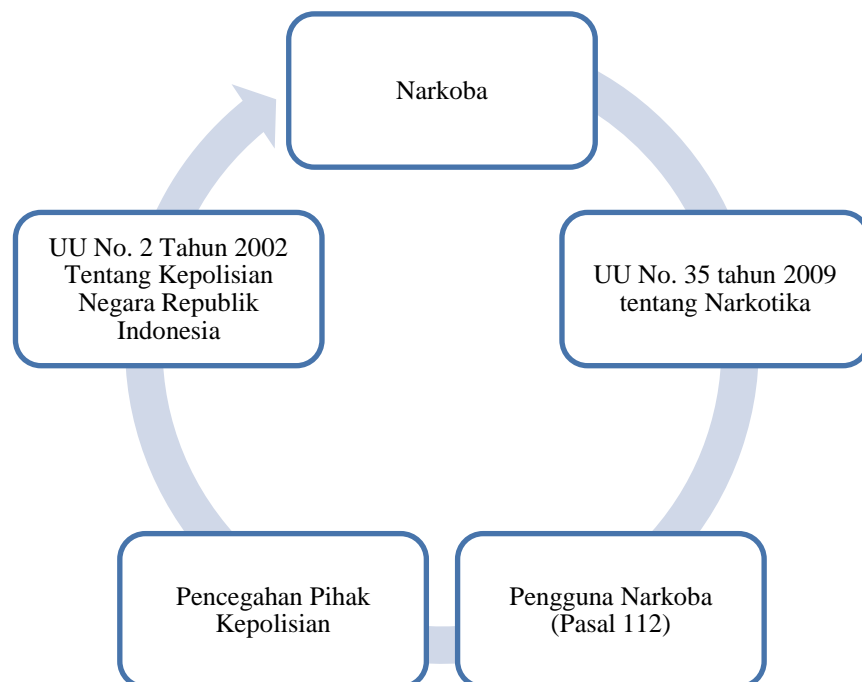 Narkoba
UU No. 35 tahun 2009
tentang Narkotika
Pengguna Narkoba
(Pasal 112)
Pencegahan Pihak
Kepolisian
UU No. 2 Tahun 2002
Tentang Kepolisian
Negara Republik
Indonesia